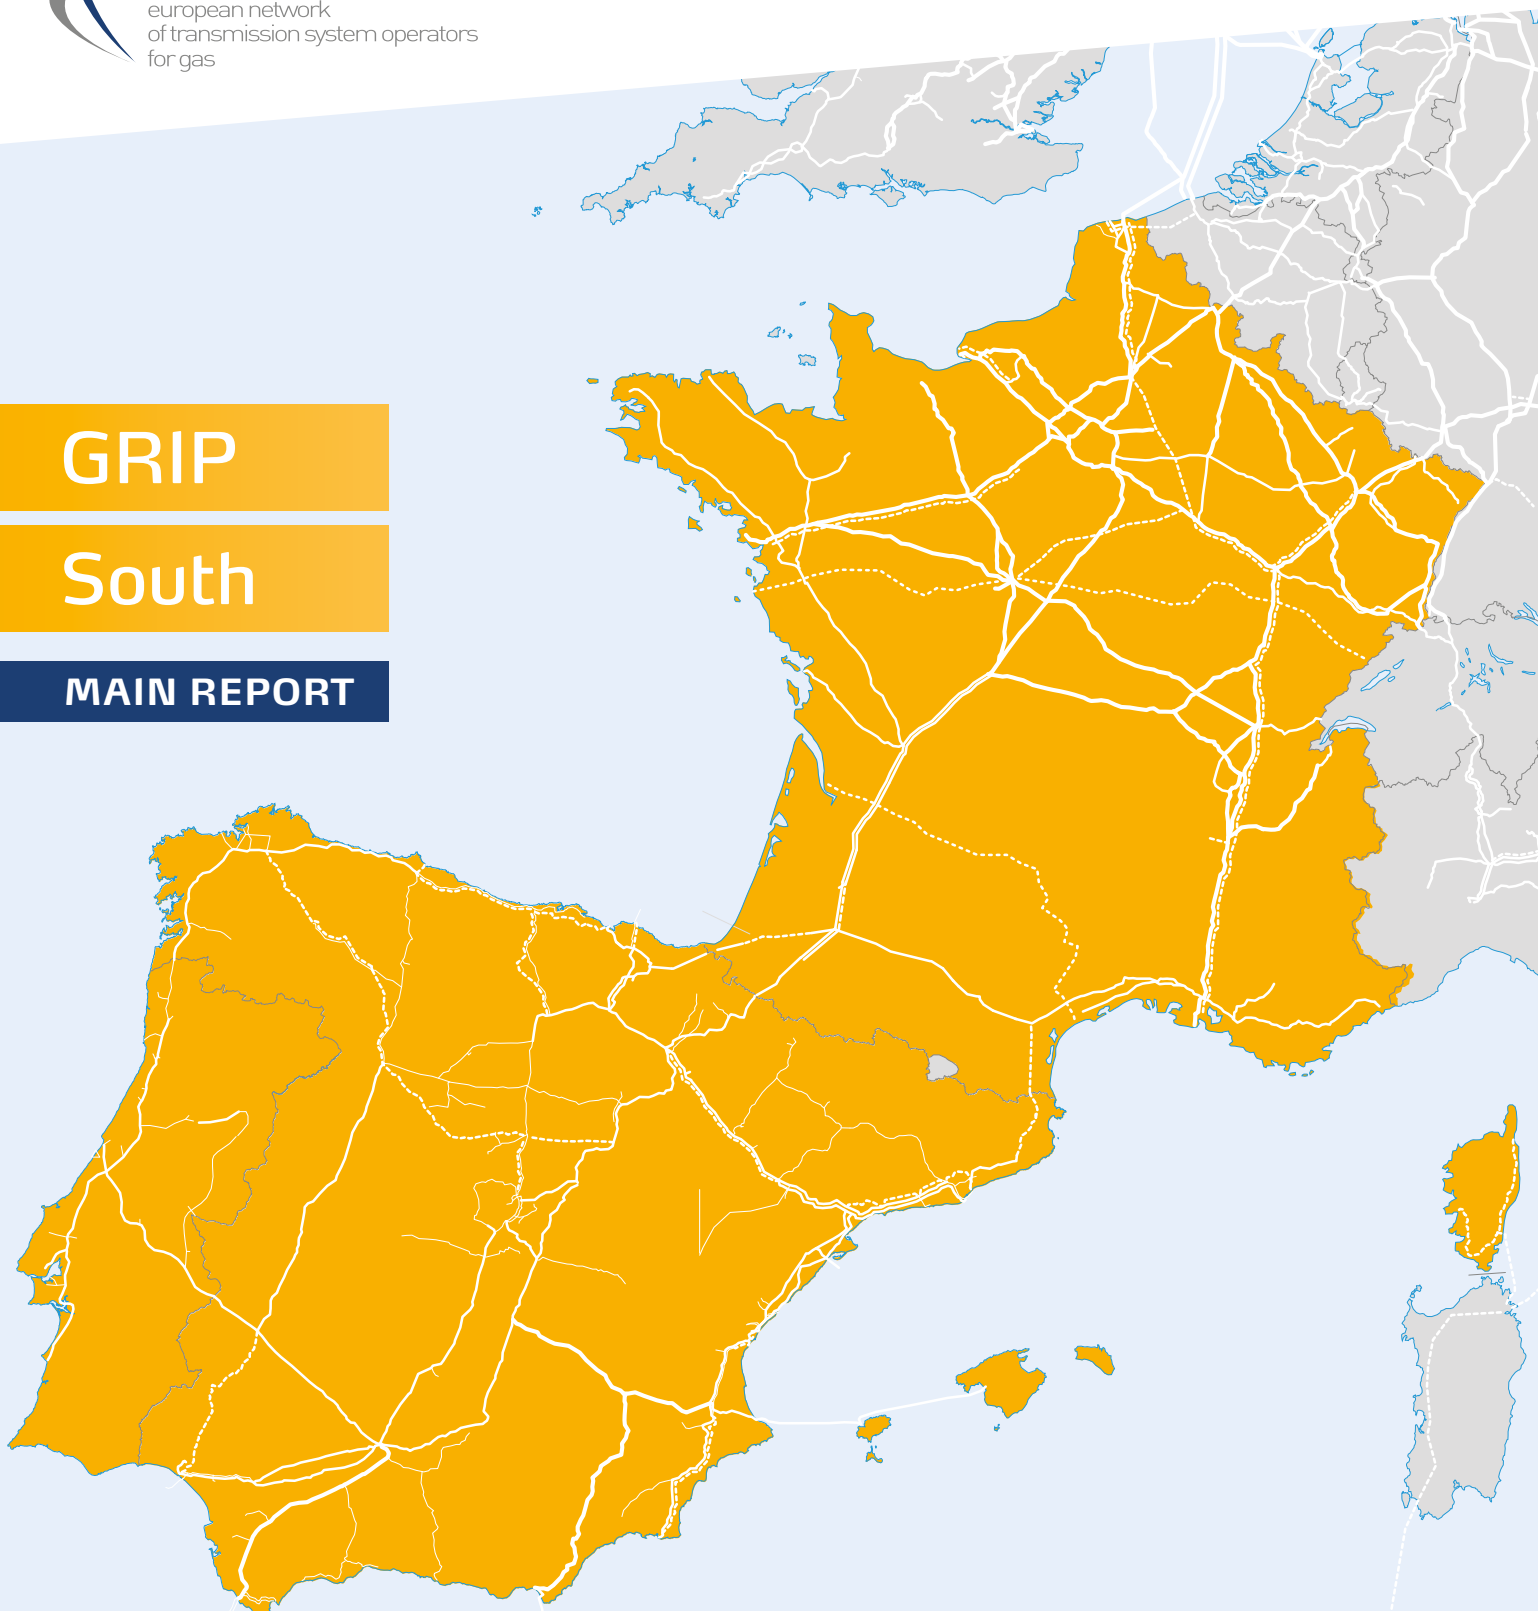 european network
of transmission system operators
for gas
GRIP
South
MAIN REPORT